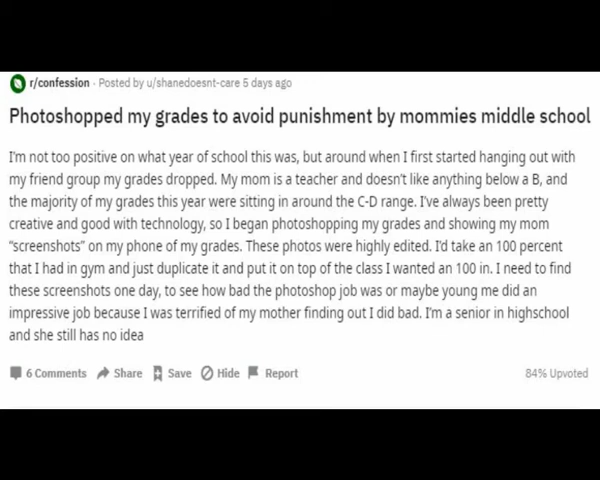 r/confession · Posted by u/shanedoesnt-care 5 days ago
Photoshopped my grades to avoid punishment by mommies middle school
I'm not too positive on what year of school this was, but around when I first started hanging out with
my friend group my grades dropped. My mom is a teacher and doesn't like anything below a B, and
the majority of my grades this year were sitting in around the C-D range. I've always been pretty
creative and good with technology, so I began photoshopping my grades and showing my mom
"screenshots" on my phone of my grades. These photos were highly edited. I'd take an 100 percent
that I had in gym and just duplicate it and put it on top of the class I wanted an 100 in. I need to find
these screenshots one day, to see how bad the photoshop job was or maybe young me did an
impressive job because I was terrified of my mother finding out I did bad. I'm a senior in highschool
and she still has no idea
6 Comments Share Save Hide Report 84% Upvoted